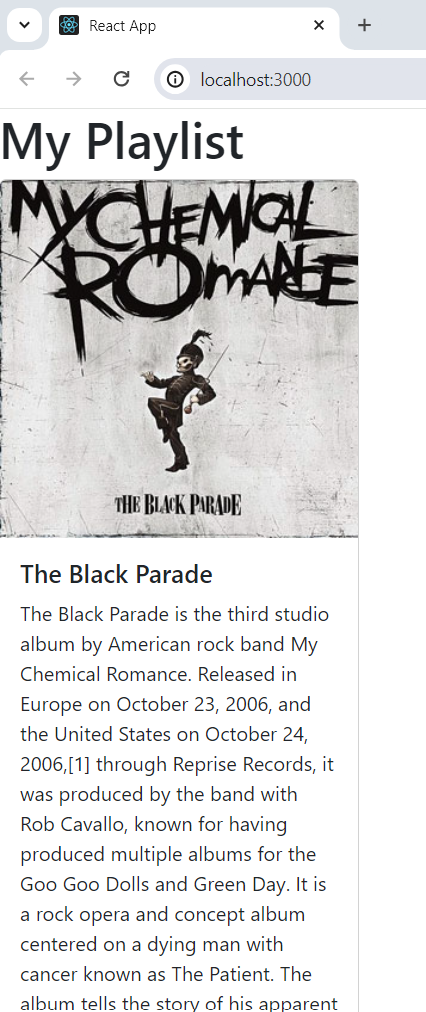 React App
localhost:3000
My Playlist
MY CHEMICAL
ROMANCE
THE BLACK PARADE
The Black Parade
The Black Parade is the third studio
album by American rock band My
Chemical Romance. Released in
Europe on October 23, 2006, and
the United States on October 24,
2006,[1] through Reprise Records, it
was produced by the band with
Rob Cavallo, known for having
produced multiple albums for the
Goo Goo Dolls and Green Day. It is
a rock opera and concept album
centered on a dying man with
cancer known as The Patient. The
album tells the story of his apparent